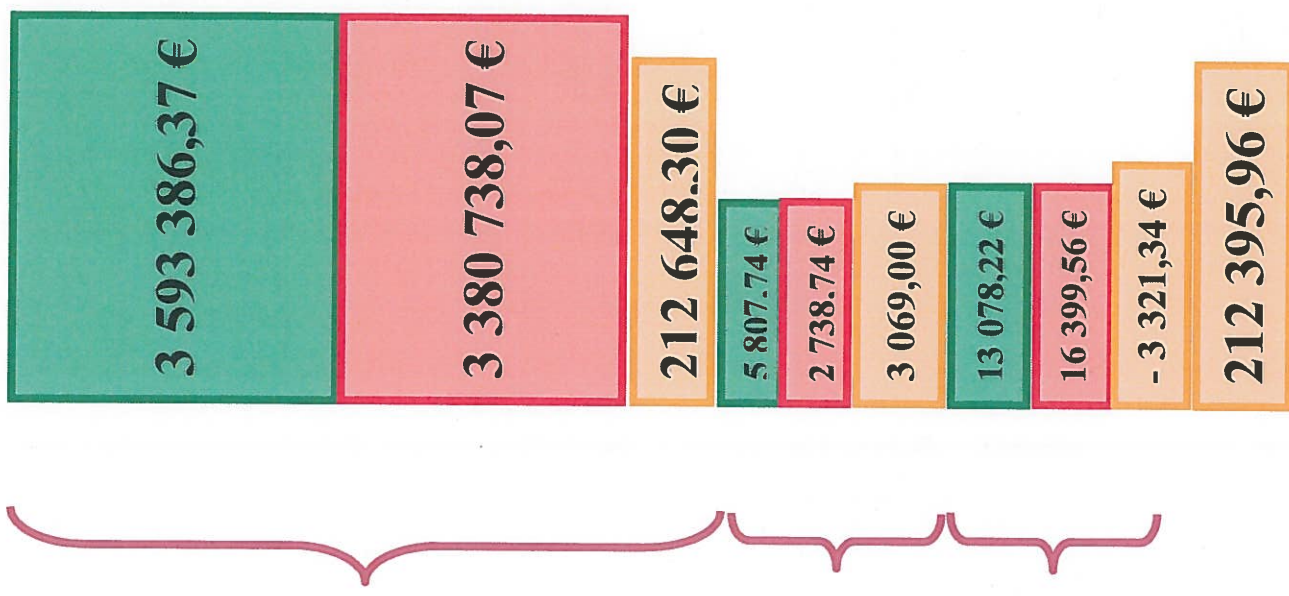 3 593 386,37 €
3 380 738,07 €
212 648.30 €
5 807.74 €
2 738.74 €
3 069,00 €
13 078,22 €
16 399,56 €
- 3 321,34 €
212 395,96 €